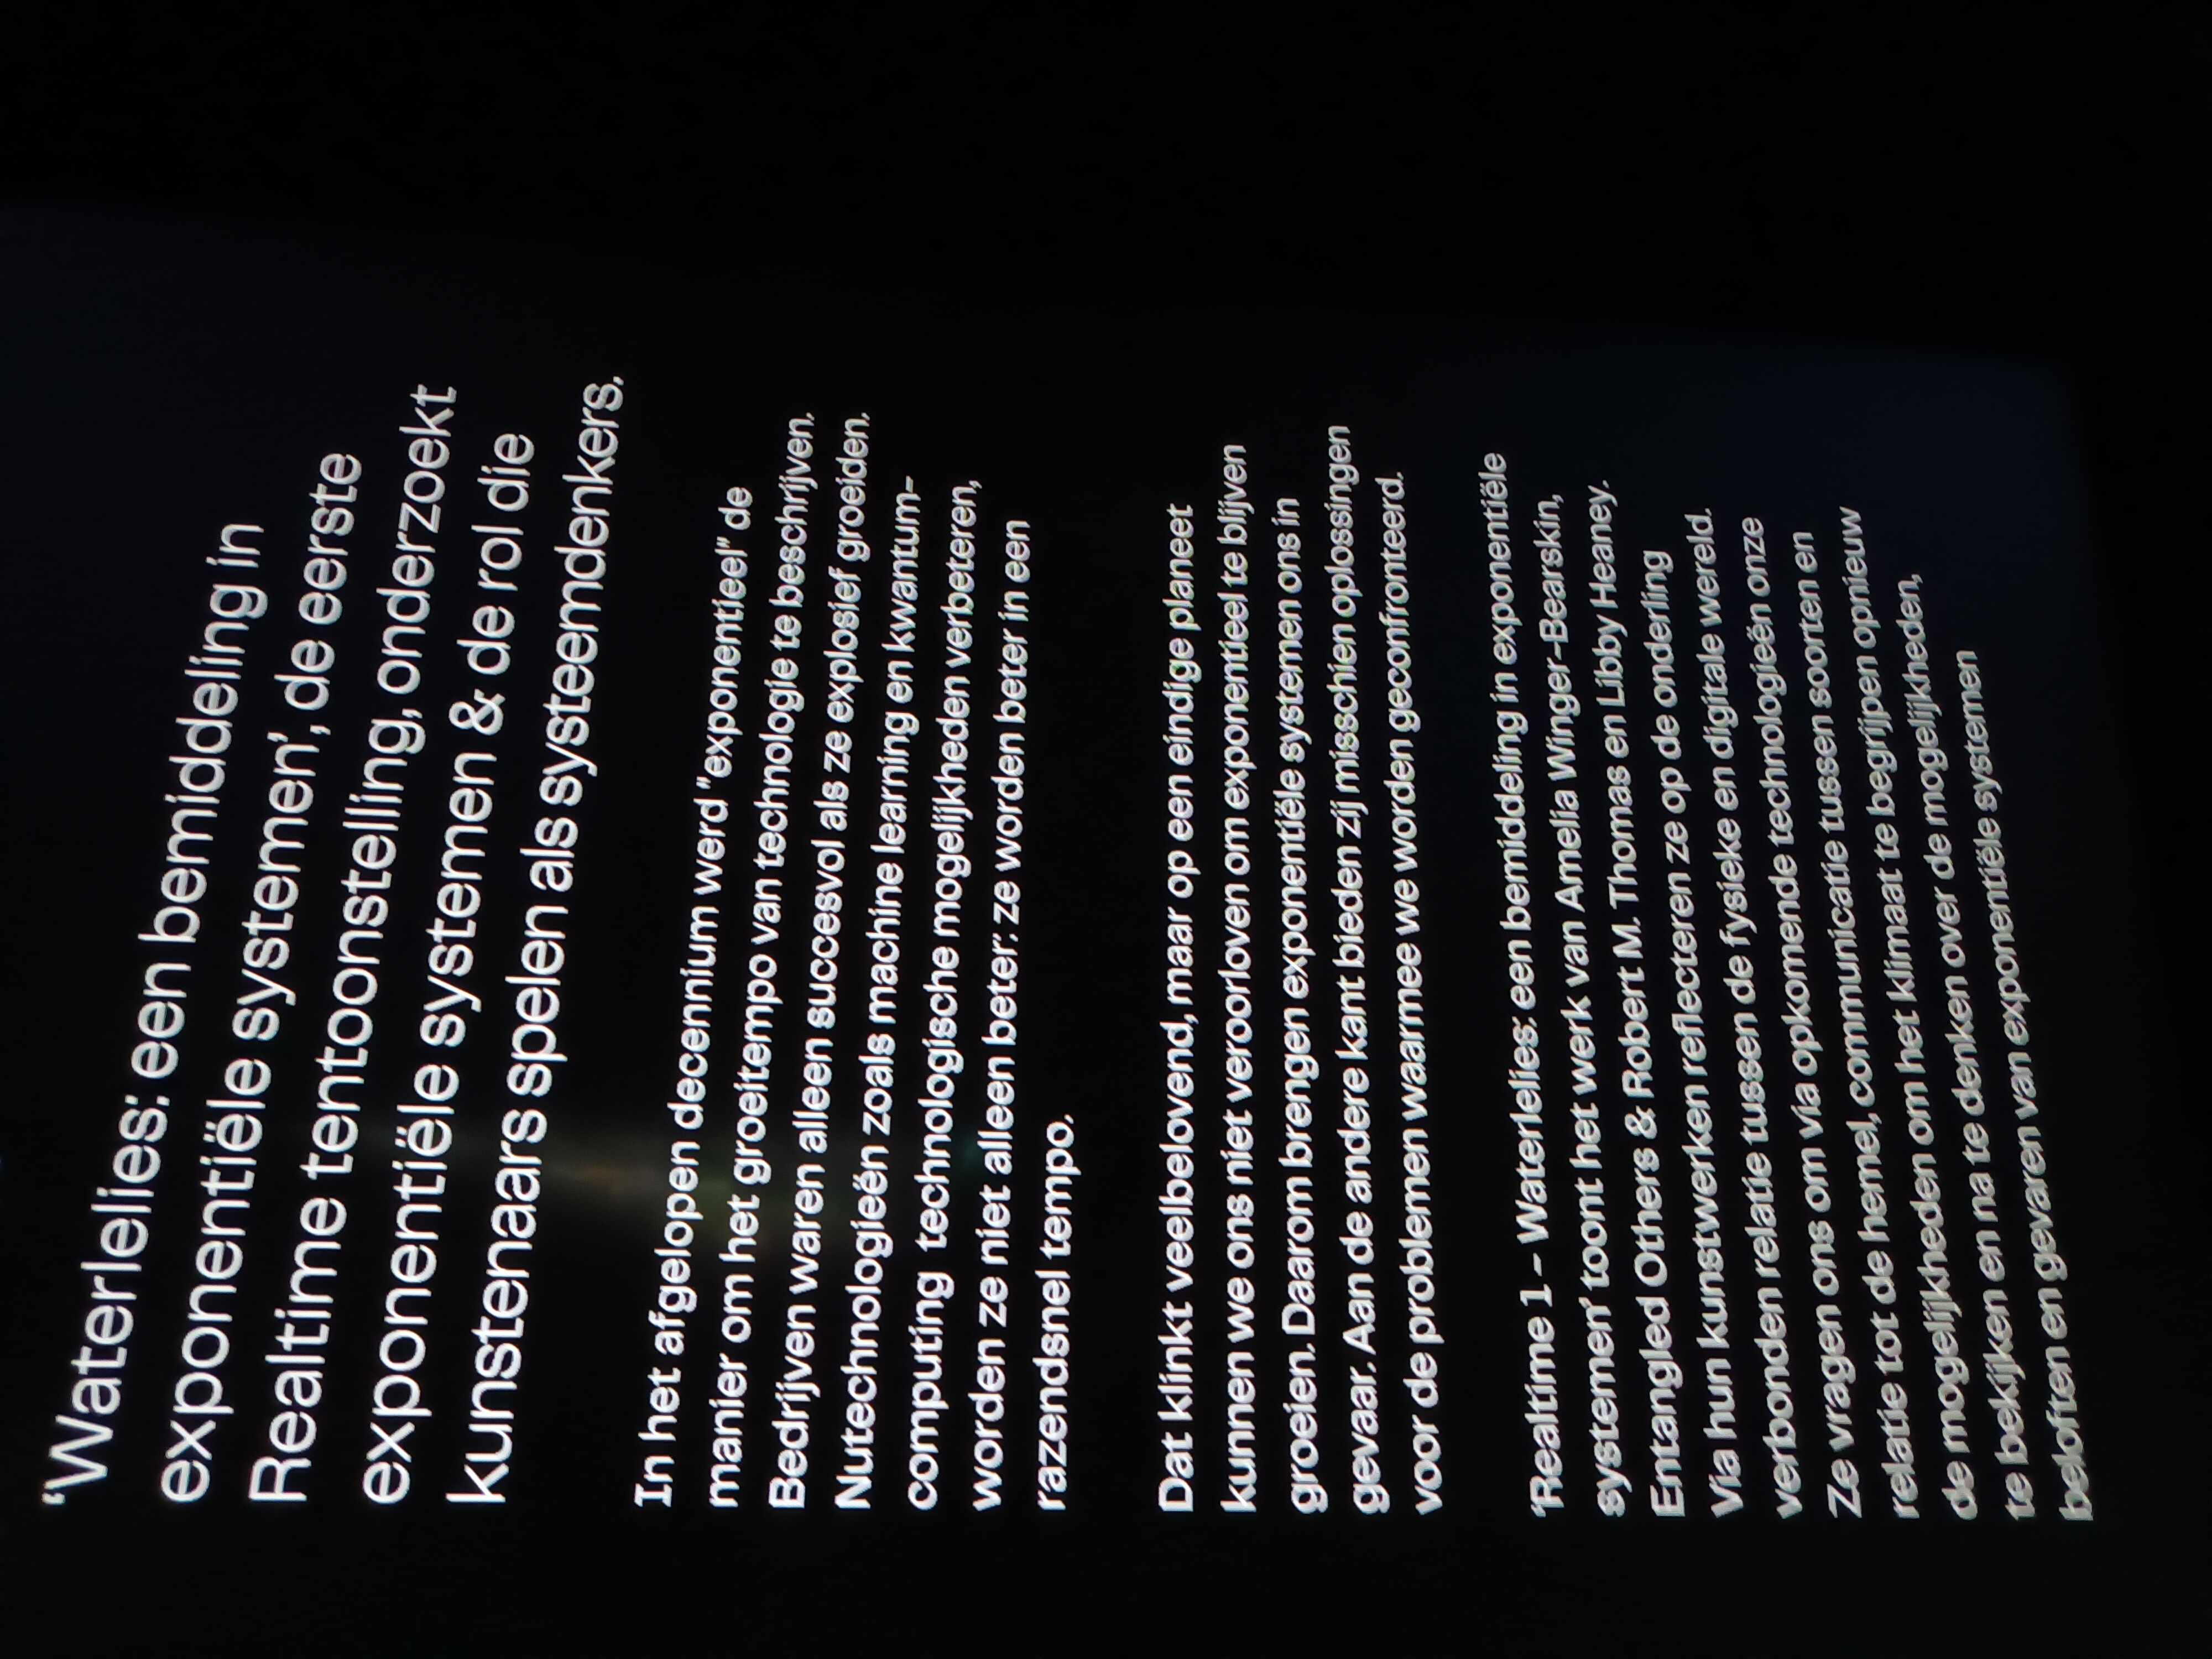 ‘Waterlelies: een bemiddeling in
exponentiële systemen’, de eerste
Realtime tentoonstelling, onderzoekt
exponentiële systemen & de rol die
kunstenaars spelen als systeemdenkers.
In het afgelopen decennium werd "exponentieel" de
manier om het groeitempo van technologie te beschrijven.
Bedrijven waren alleen succesvol als ze explosief groeiden.
Nutechnologieën zoals machine learning en kwantum-
computing technologische mogelijkheden verbeteren,
worden ze niet alleen beter: ze worden beter in een
razendsnel tempo.
Dat klinkt veelbelovend, maar op een eindige planeet
kunnen we ons niet veroorloven om exponentieel te blijven
groeien. Daarom brengen exponentiële systemen ons in
gevaar. Aan de andere kant bieden zij misschien oplossingen
voor de problemen waarmee we worden geconfronteerd.
‘Realtime 1 – Waterlelies: een bemiddeling in exponentiële
systemen’ toont het werk van Amelia Winger-Bearskin,
Entangled Others & Robert M. Thomas en Libby Heaney.
Via hun kunstwerken reflecteren ze op de onderling
verbonden relatie tussen de fysieke en digitale wereld.
Ze vragen ons om via opkomende technologieën onze
relatie tot de hemel, communicatie tussen soorten en
de mogelijkheden om het klimaat te begrijpen opnieuw
te bekijken en na te denken over de mogelijkheden,
beloften en gevaren van exponentiële systemen